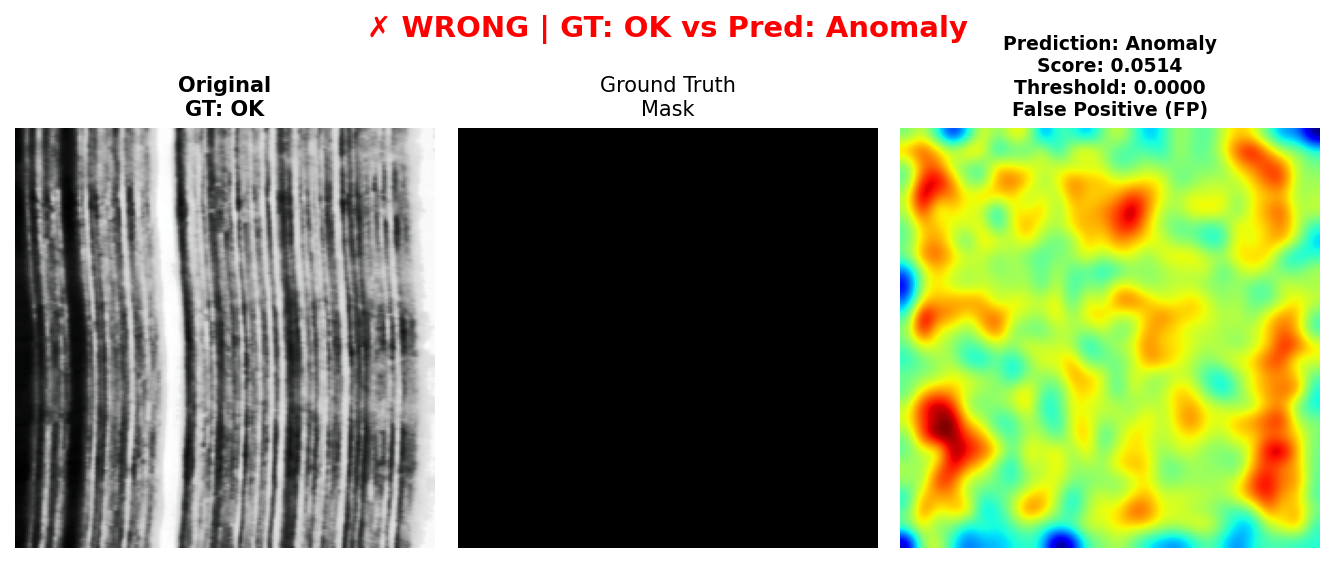 ✗ WRONG | GT: OK vs Pred: Anomaly
Original
GT: OK
Ground Truth
Mask
Prediction: Anomaly
Score: 0.0514
Threshold: 0.0000
False Positive (FP)